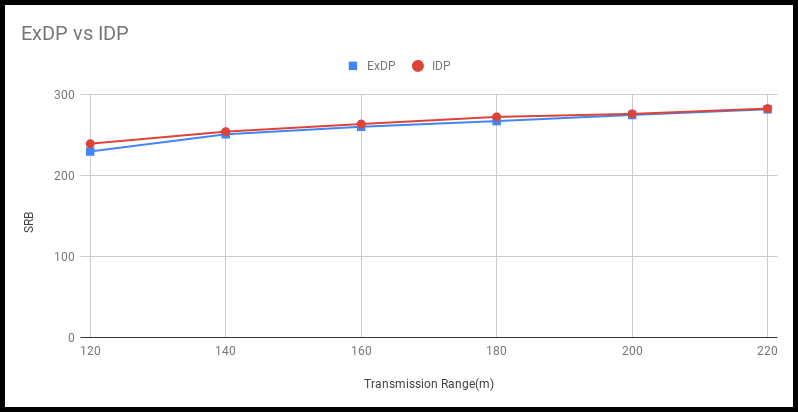 ExDP vs IDP
ExDP IDP
300
200
100
0
SRB
120 140 160 180 200 220
Transmission Range(m)